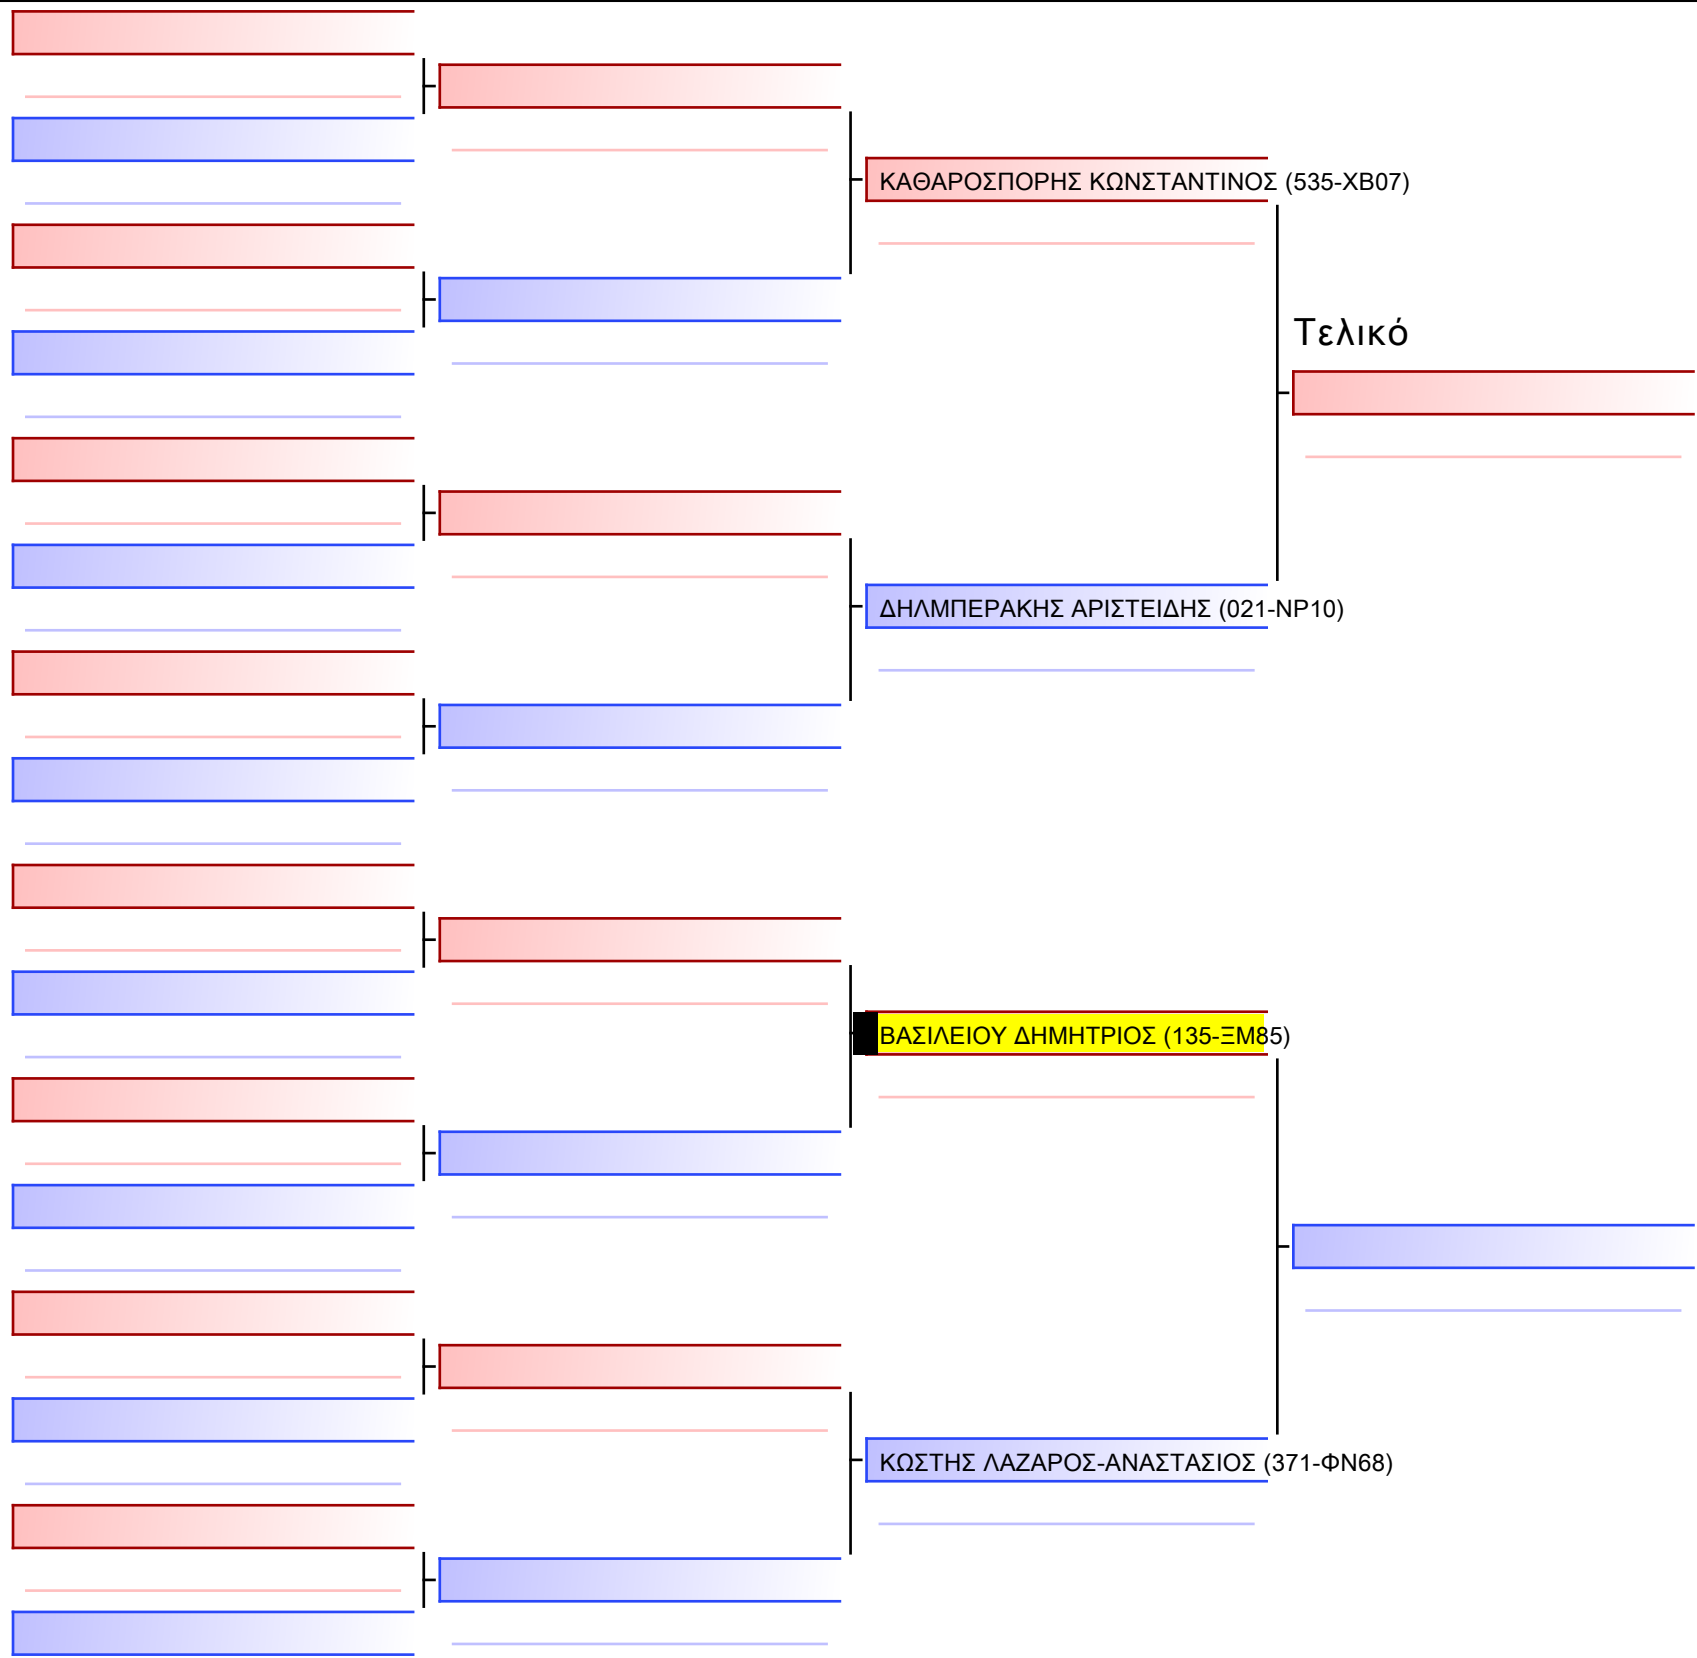 ΚΑΘΑΡΟΣΠΟΡΗΣ ΚΩΝΣΤΑΝΤΙΝΟΣ (535-ΧΒ07)
Τελικό
ΔΗΛΜΠΕΡΑΚΗΣ ΑΡΙΣΤΕΙΔΗΣ (021-ΝΡ10)
ΒΑΣΙΛΕΙΟΥ ΔΗΜΗΤΡΙΟΣ (135-ΞΜ85)
ΚΩΣΤΗΣ ΛΑΖΑΡΟΣ-ΑΝΑΣΤΑΣΙΟΣ (371-ΦΝ68)